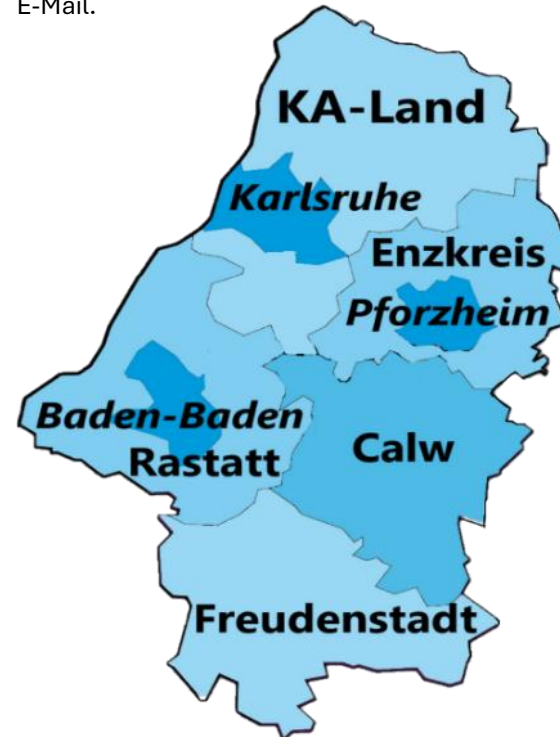 E-Mail.
KA-Land
Karlsruhe
Enzkreis
Pforzheim
Baden-Baden
Rastatt
Calw
Freudenstadt